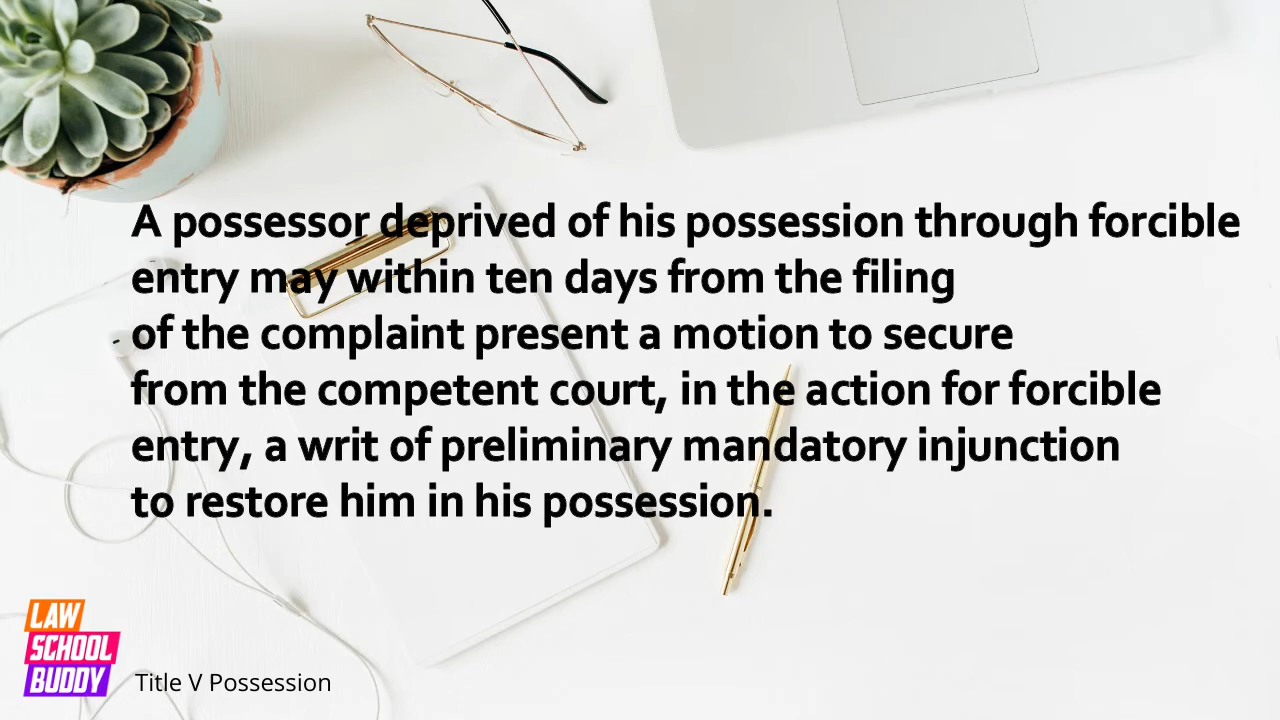 A possessor deprived of his possession through forcible
entry may within ten days from the filing
of the complaint present a motion to secure
from the competent court, in the action for forcible
entry, a writ of preliminary mandatory injunction
to restore him in his possession.
LAW
SCHOOL
BUDDY
Title V Possession